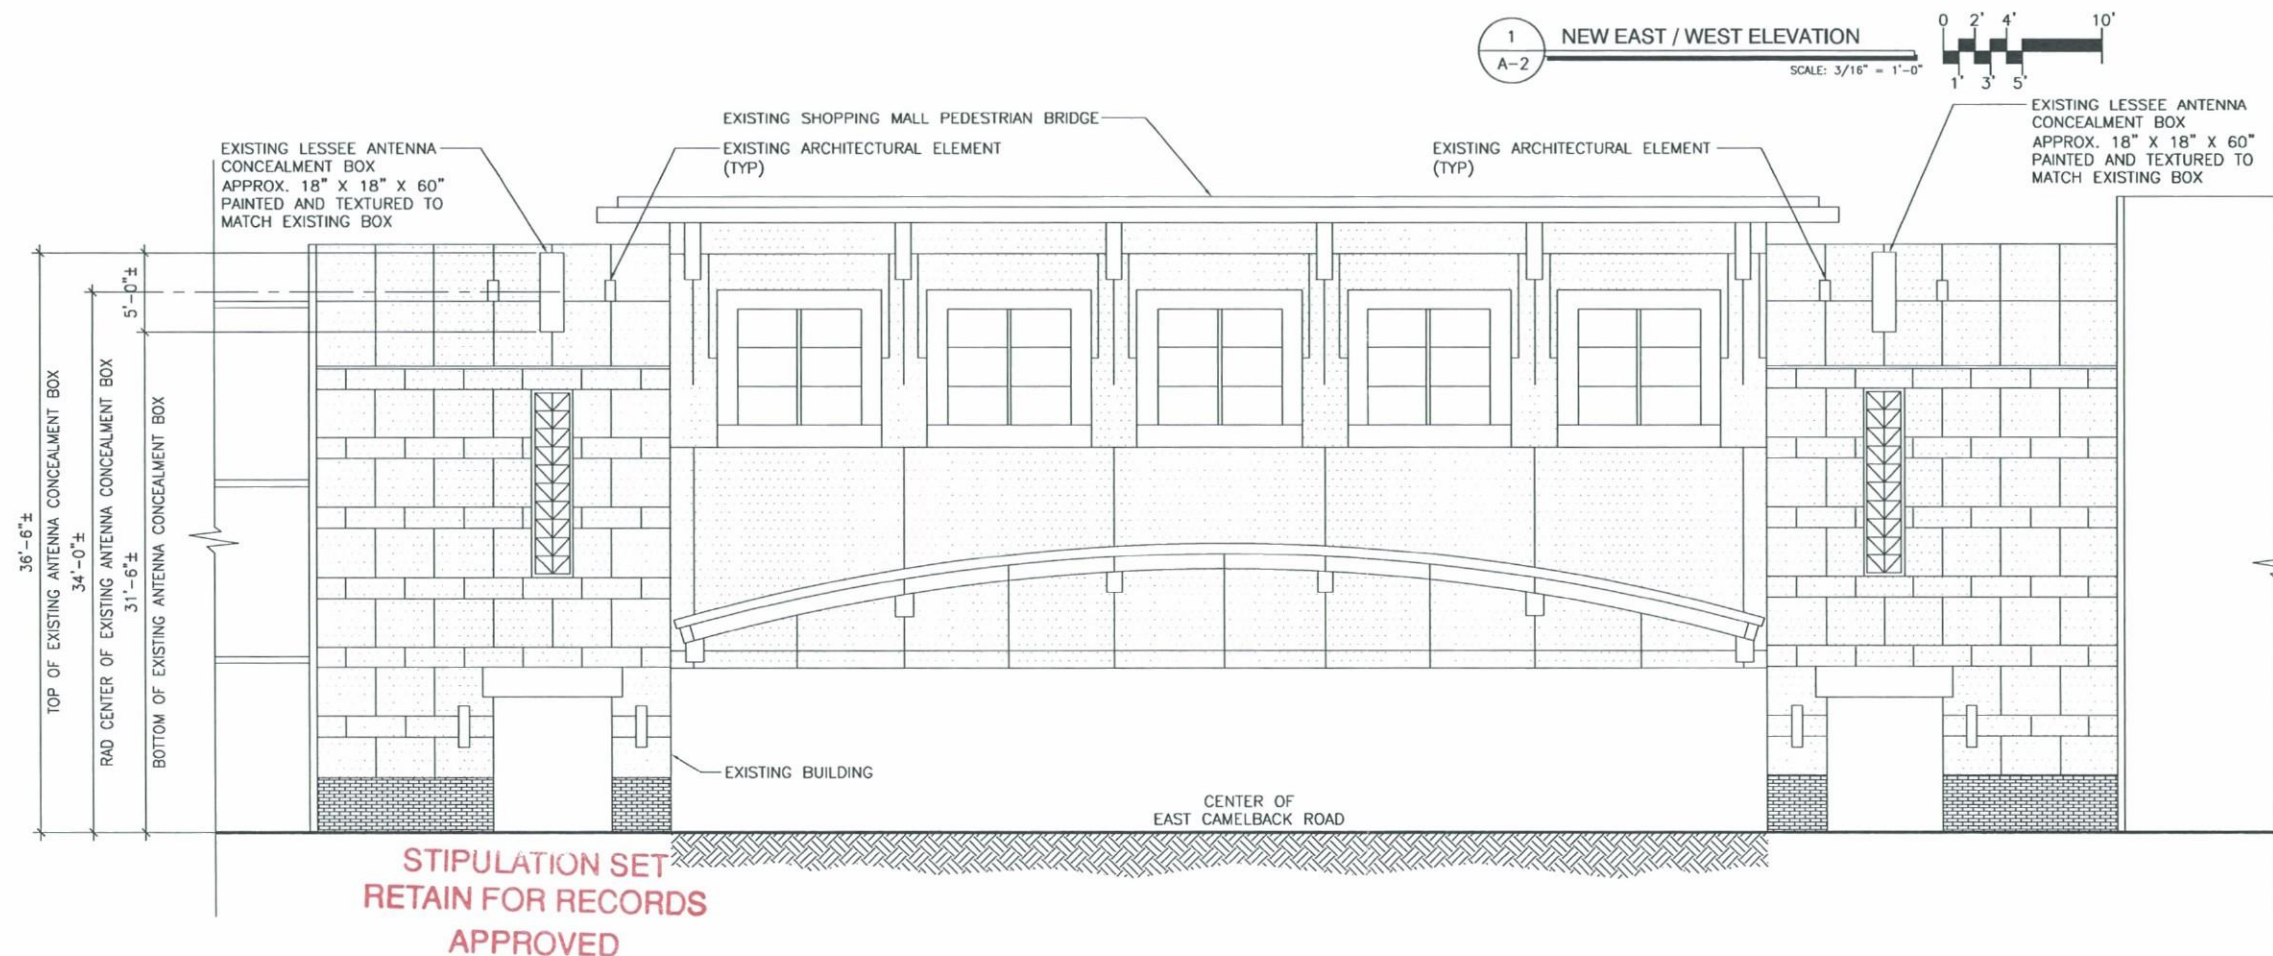 1
A-2
NEW EAST / WEST ELEVATION
SCALE: 3/16" = 1'-0"
0 2' 4' 10'
1' 3' 5'
EXISTING LESSEE ANTENNA
CONCEALMENT BOX
APPROX. 18" X 18" X 60"
PAINTED AND TEXTURED TO
MATCH EXISTING BOX
EXISTING SHOPPING MALL PEDESTRIAN BRIDGE
EXISTING ARCHITECTURAL ELEMENT
(TYP)
EXISTING ARCHITECTURAL ELEMENT
(TYP)
EXISTING LESSEE ANTENNA
CONCEALMENT BOX
APPROX. 18" X 18" X 60"
PAINTED AND TEXTURED TO
MATCH EXISTING BOX
36'-6"±
TOP OF EXISTING ANTENNA CONCEALMENT BOX
34'-0"±
RAD CENTER OF EXISTING ANTENNA CONCEALMENT BOX
31'-6"±
BOTTOM OF EXISTING ANTENNA CONCEALMENT BOX
5'-0"±
EXISTING BUILDING
CENTER OF
EAST CAMELBACK ROAD
STIPULATION SET
RETAIN FOR RECORDS
APPROVED